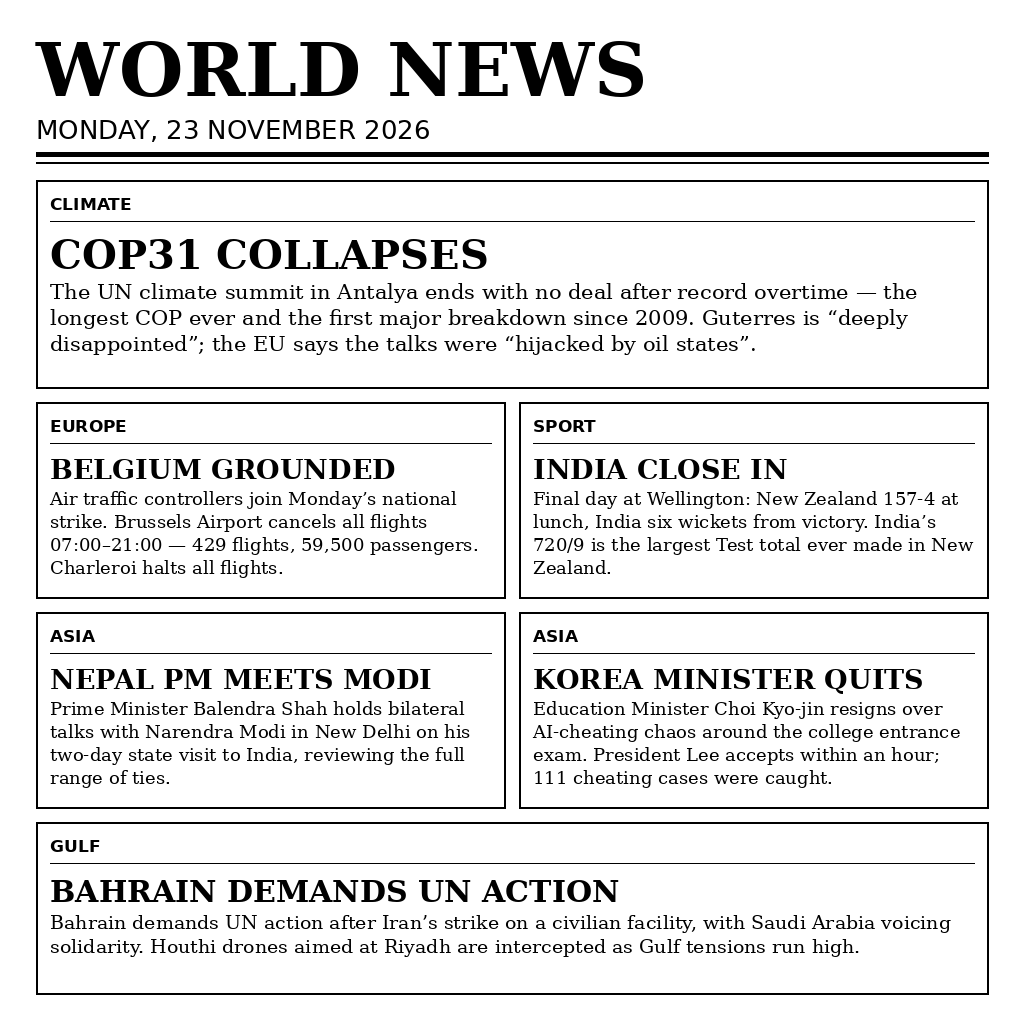 WORLD NEWS
MONDAY, 23 NOVEMBER 2026
CLIMATE
COP31 COLLAPSES
The UN climate summit in Antalya ends with no deal after record overtime — the
longest COP ever and the first major breakdown since 2009. Guterres is “deeply
disappointed”; the EU says the talks were “hijacked by oil states”.
EUROPE
BELGIUM GROUNDED
Air traffic controllers join Monday’s national
strike. Brussels Airport cancels all flights
07:00–21:00 — 429 flights, 59,500 passengers.
Charleroi halts all flights.
SPORT
INDIA CLOSE IN
Final day at Wellington: New Zealand 157-4 at
lunch, India six wickets from victory. India’s
720/9 is the largest Test total ever made in New
Zealand.
ASIA
NEPAL PM MEETS MODI
Prime Minister Balendra Shah holds bilateral
talks with Narendra Modi in New Delhi on his
two-day state visit to India, reviewing the full
range of ties.
ASIA
KOREA MINISTER QUITS
Education Minister Choi Kyo-jin resigns over
AI-cheating chaos around the college entrance
exam. President Lee accepts within an hour;
111 cheating cases were caught.
GULF
BAHRAIN DEMANDS UN ACTION
Bahrain demands UN action after Iran’s strike on a civilian facility, with Saudi Arabia voicing
solidarity. Houthi drones aimed at Riyadh are intercepted as Gulf tensions run high.